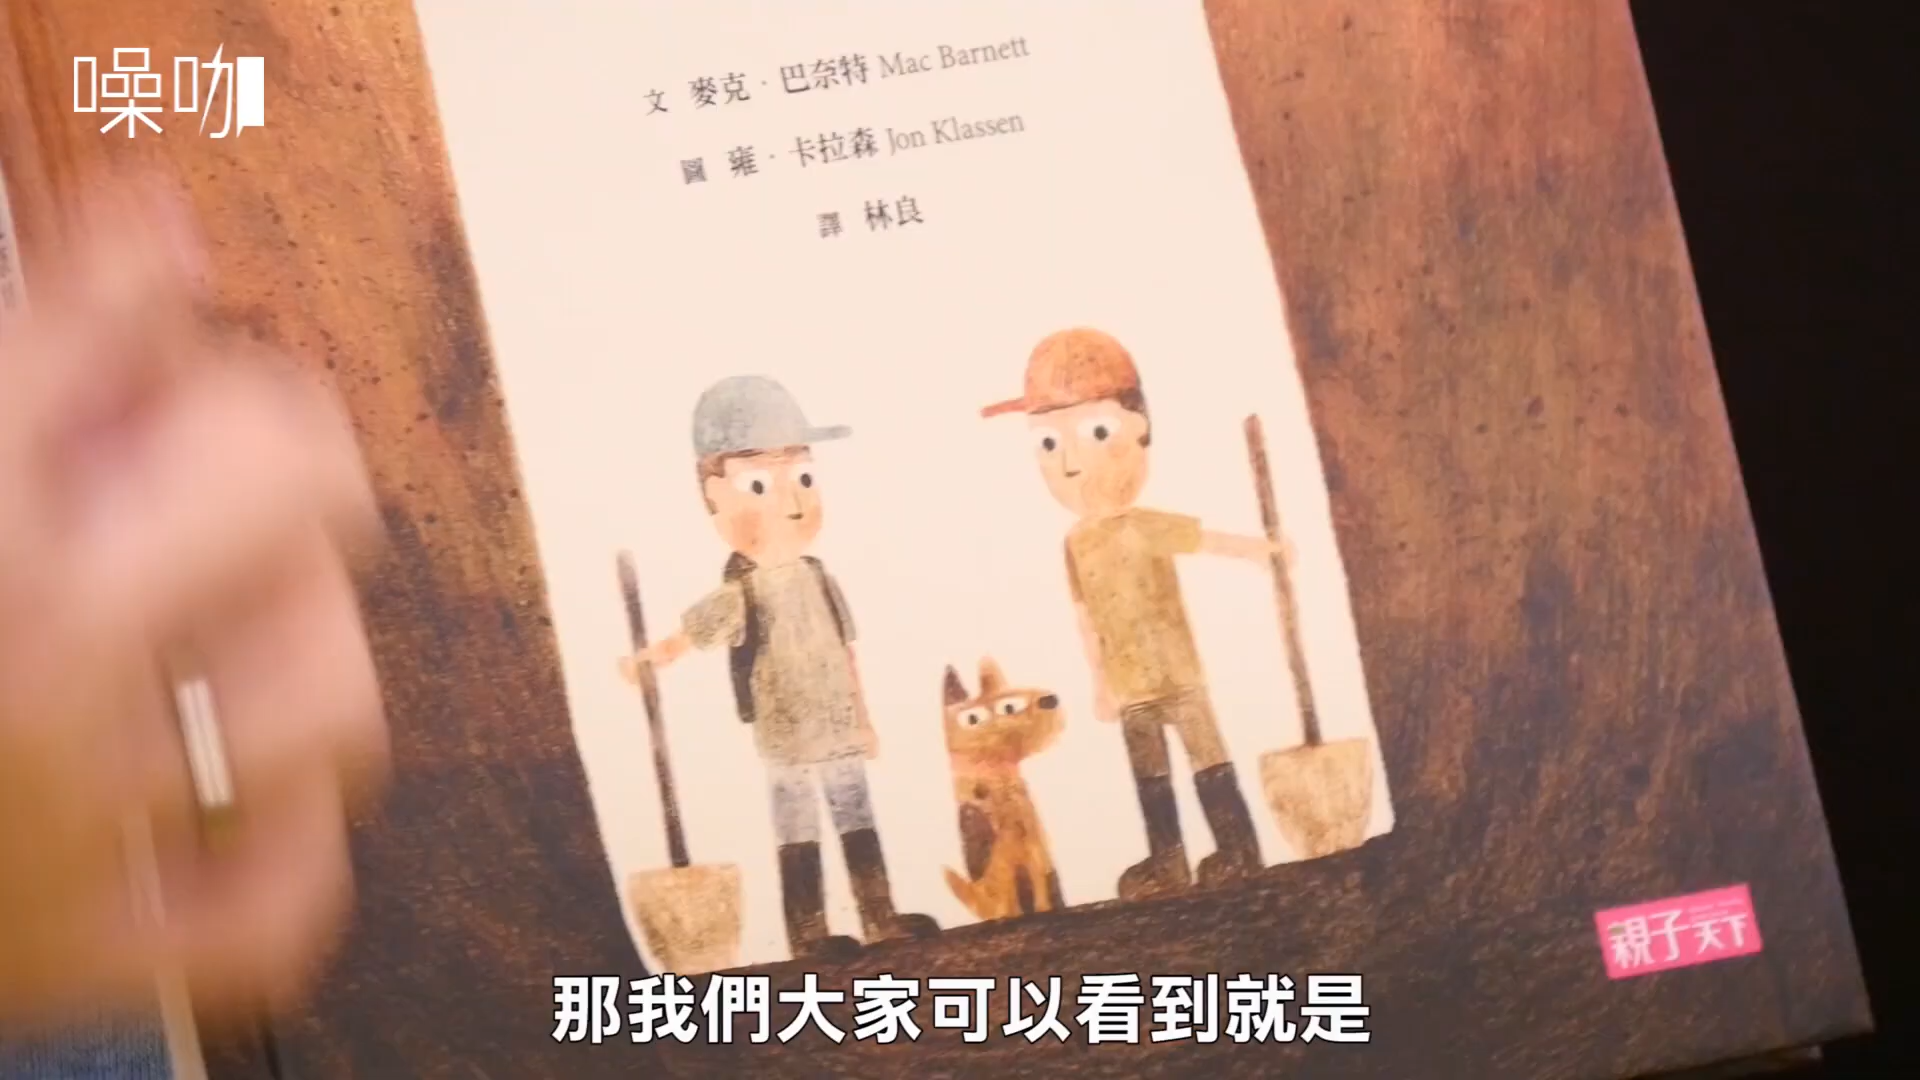 噪咖
文 麥克·巴奈特 Mac Barnett
圖 雍·卡拉森 Jon Klassen
譯 林良
親子天下
那我們大家可以看到就是